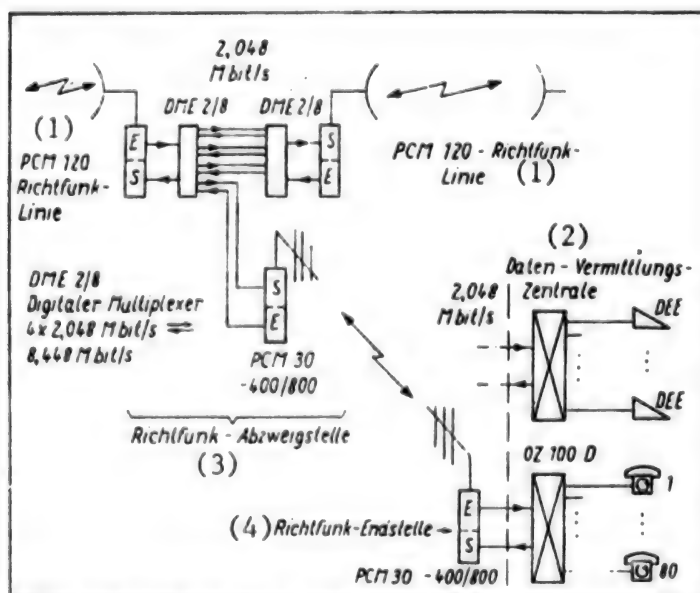 2,048
Mbit/s
DME 2/8 DME 2/8
(1)
E
S
S
E
PCM 120
Richtfunk-
Linie
PCM 120 - Richtfunk-
Linie (1)
(2)
Daten - Vermittlungs-
Zentrale
2,048
Mbit/s
DEE
DEE
DME 2/8
Digitaler Multiplexer
4 x 2,048 Mbit/s ⇌
8,448 Mbit/s
S
E
PCM 30
-400/800
Richtfunk - Abzweigstelle
(3)
OZ 100 D
1
80
(4) Richtfunk-Endstelle
E
S
PCM 30 -400/800